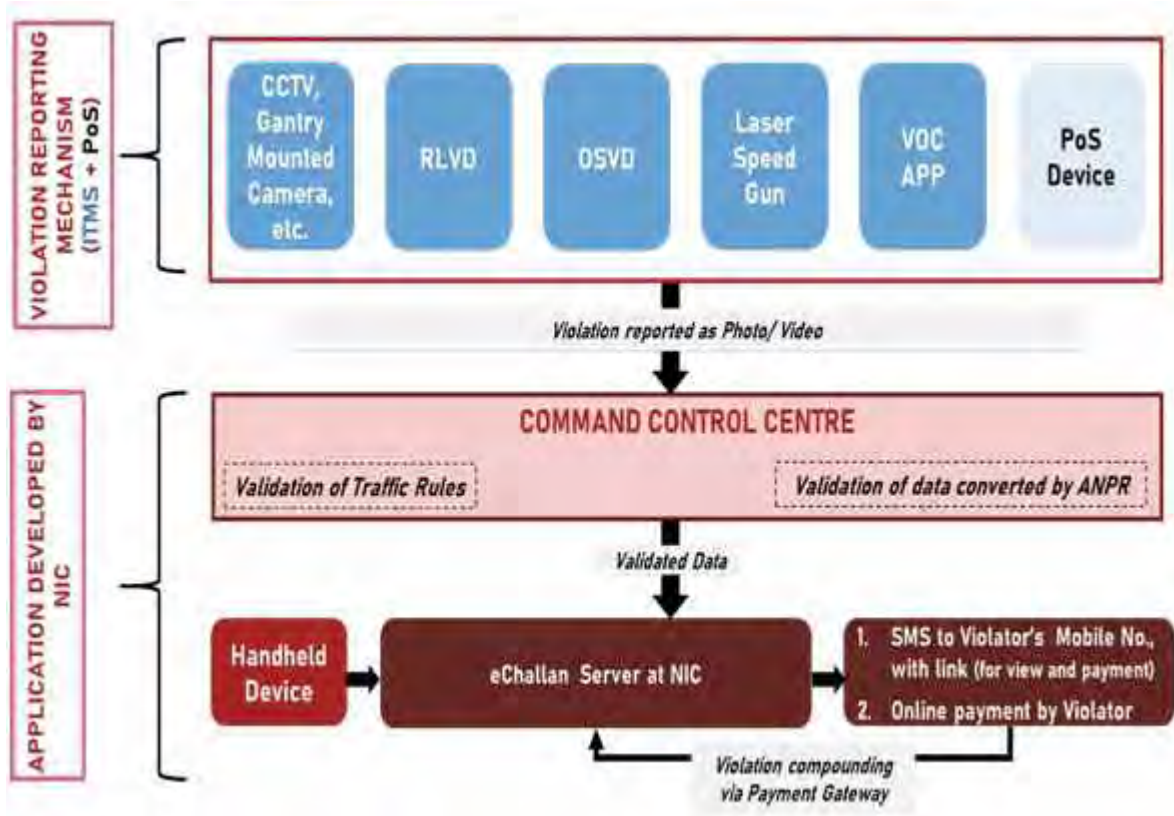 VIOLATION REPORTING
MECHANISM
(ITMS + PoS)
CCTV,
Gantry
Mounted
Camera,
etc.
RLVD
OSVD
Laser
Speed
Gun
VOC
APP
PoS
Device
Violation reported as Photo/ Video
APPLICATION DEVELOPED BY
NIC
COMMAND CONTROL CENTRE
Validation of Traffic Rules
Validation of data converted by ANPR
Validated Data
Handheld
Device
eChallan Server at NIC
1. SMS to Violator's Mobile No.,
with link (for view and payment)
2. Online payment by Violator
Violation compounding
via Payment Gateway